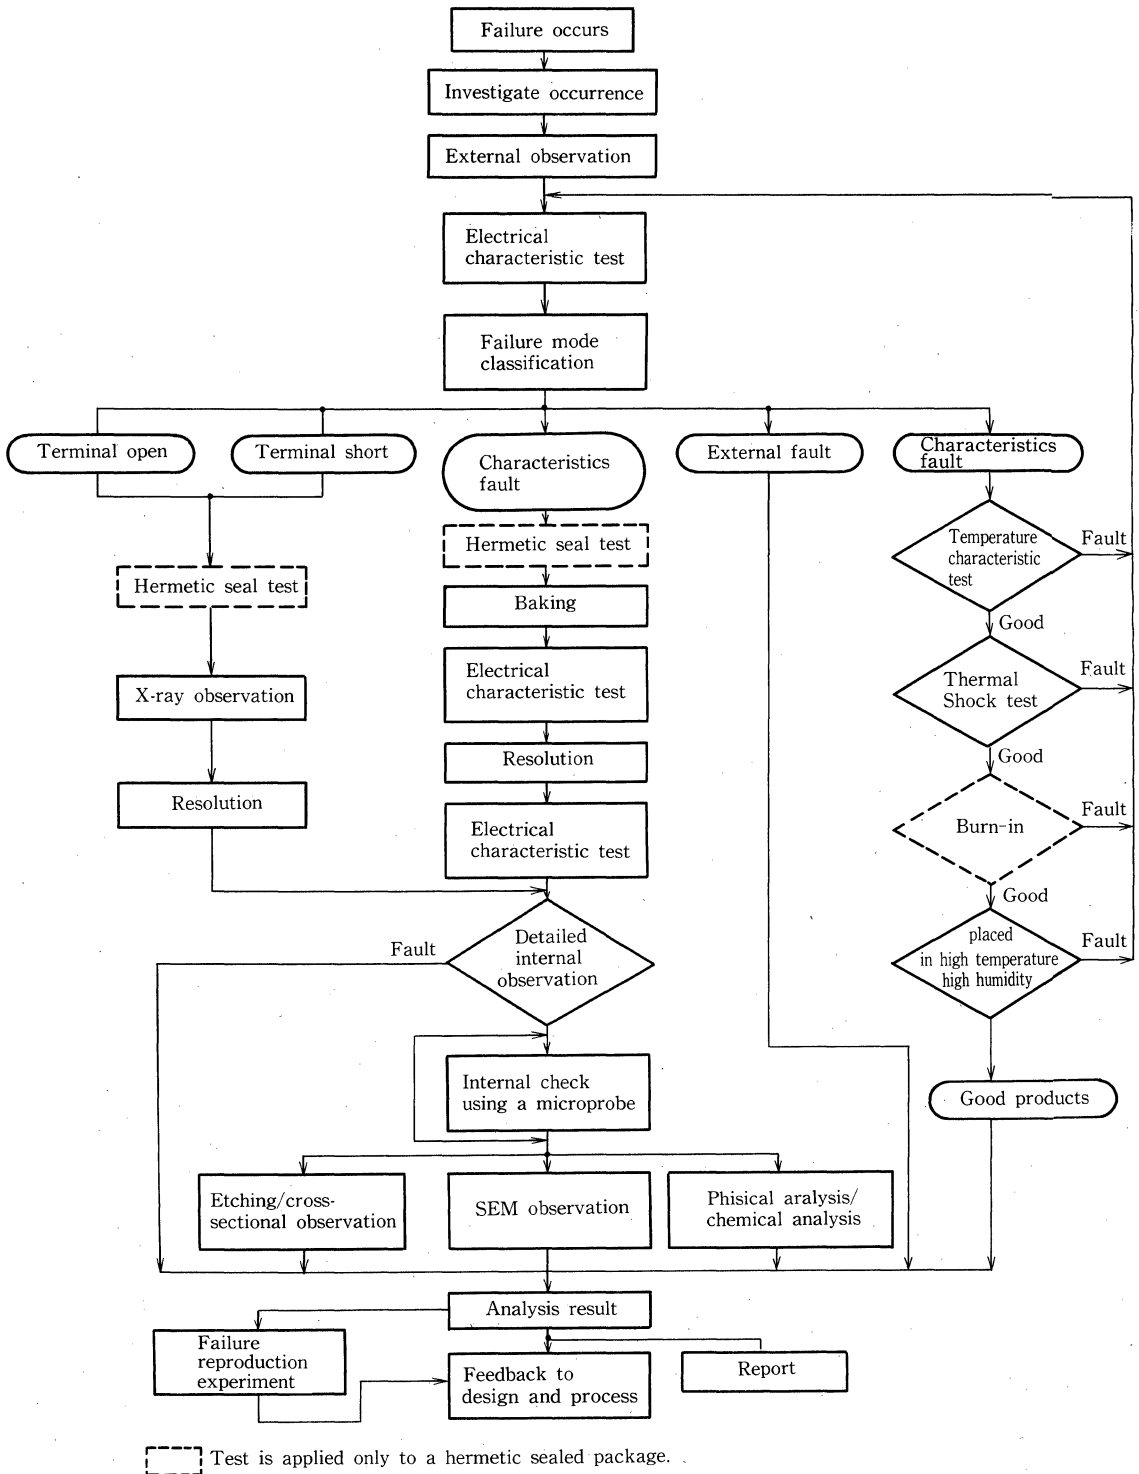 Failure occurs
Investigate occurrence
External observation
Electrical
characteristic test
Failure mode
classification
Terminal open
Terminal short
Characteristics
fault
External fault
Characteristics
fault
Hermetic seal test
Temperature
characteristic
test
Fault
Good
Hermetic seal test
Baking
X-ray observation
Electrical
characteristic test
Thermal
Shock test
Fault
Good
Resolution
Resolution
Electrical
characteristic test
Burn-in
Fault
Good
Fault
Detailed
internal
observation
placed
in high temperature
high humidity
Fault
Internal check
using a microprobe
Good products
Etching/cross-
sectional observation
SEM observation
Phisical aralysis/
chemical analysis
Analysis result
Failure
reproduction
experiment
Feedback to
design and process
Report
Test is applied only to a hermetic sealed package.